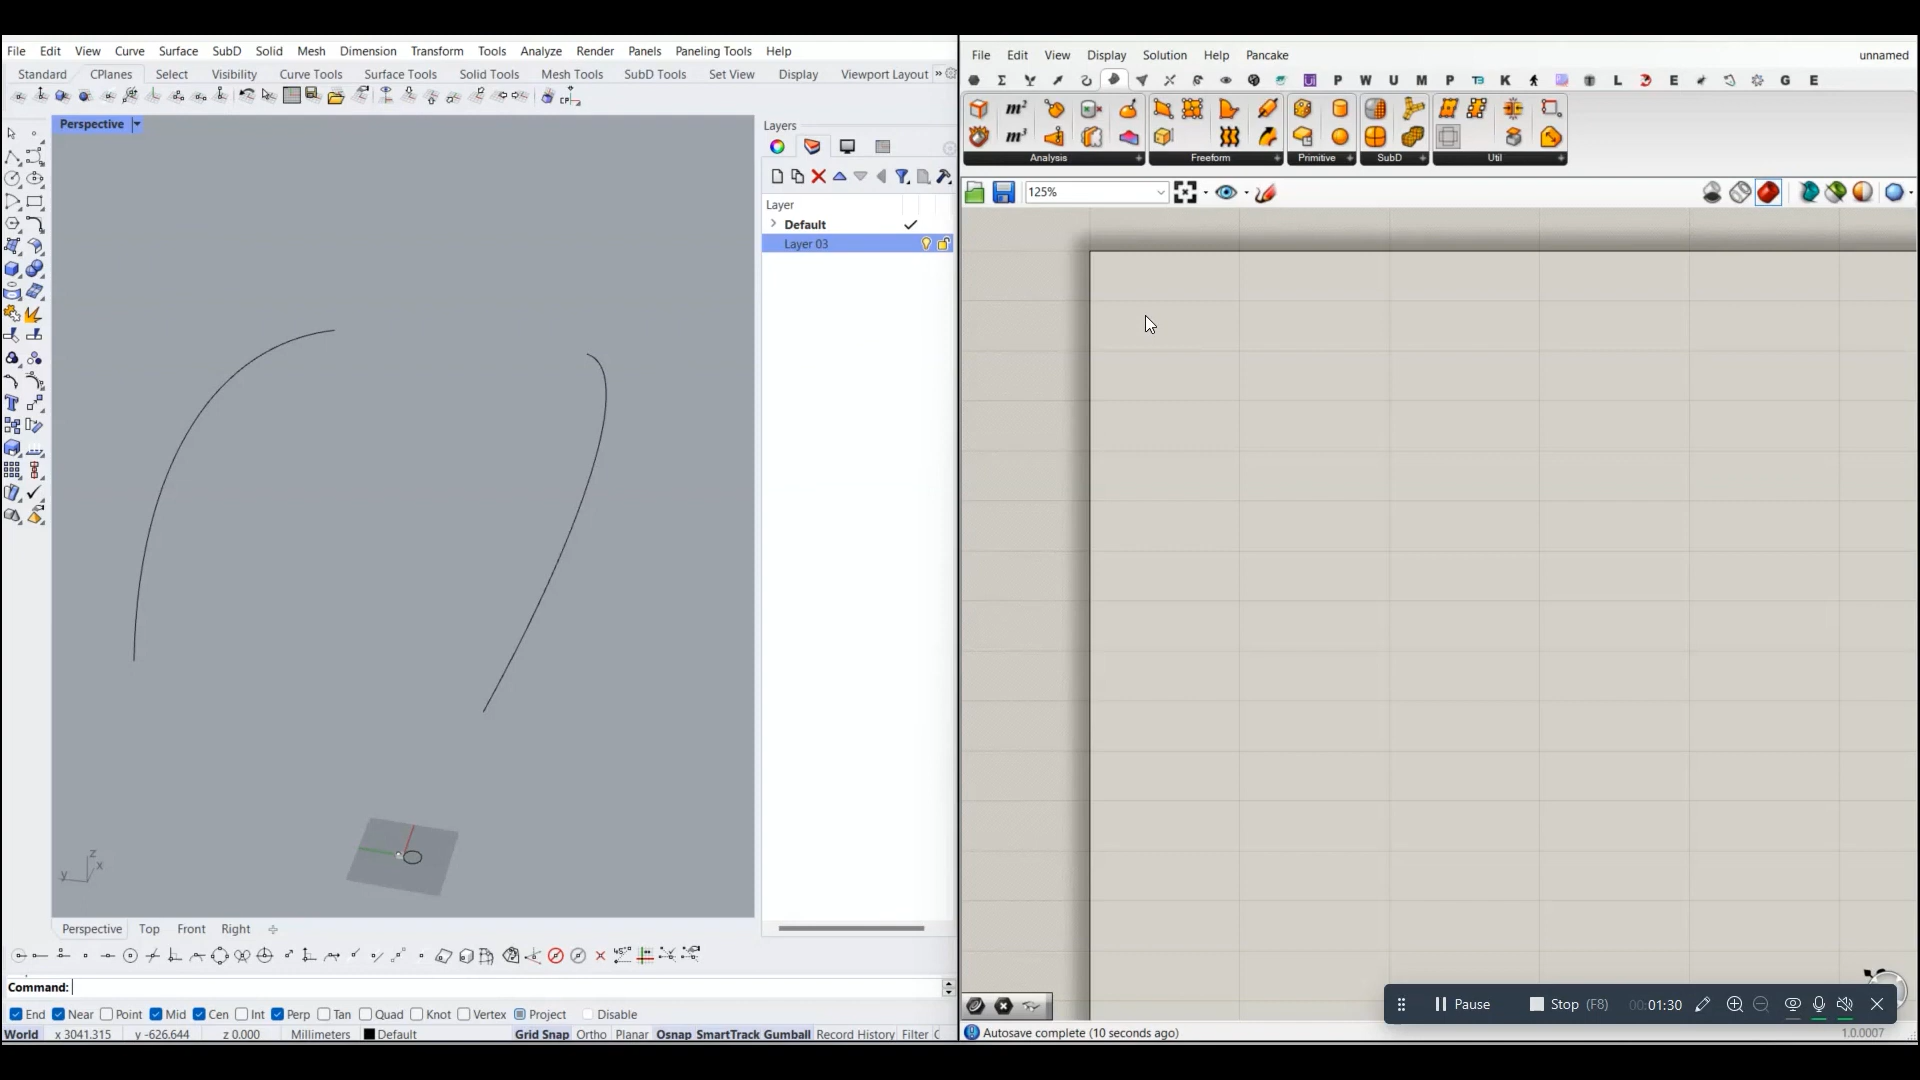 File Edit View Curve Surface SubD Solid Mesh Dimension Transform Tools Analyze Render Panels Paneling Tools Help
Standard CPlanes Select Visibility Curve Tools Surface Tools Solid Tools Mesh Tools SubD Tools Set View Display Viewport Layout »
Perspective
Layers
Layer
Default
Layer 03
z
x
y
Perspective Top Front Right
Command:
End Near Point Mid Cen Int Perp Tan Quad Knot Vertex Project Disable
World x 3041.315 y -626.644 z 0.000 Millimeters Default Grid Snap Ortho Planar Osnap SmartTrack Gumball Record History Filter C
File Edit View Display Solution Help Pancake unnamed
P W U M P K L E G E
m²
m³
Analysis Freeform Primitive SubD Util
125%
Pause Stop (F8) 00:01:30
Autosave complete (10 seconds ago) 1.0.0007